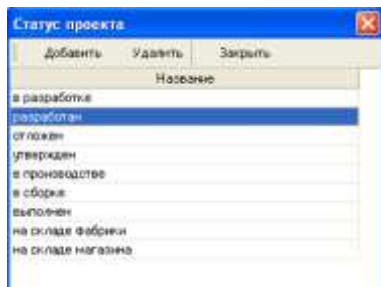 Статус проекта
Добавить Удалить Закрыть
Название
в разработке
разработан
отложен
утвержден
в производстве
в сборке
выполнен
на складе фабрики
на складе магазина